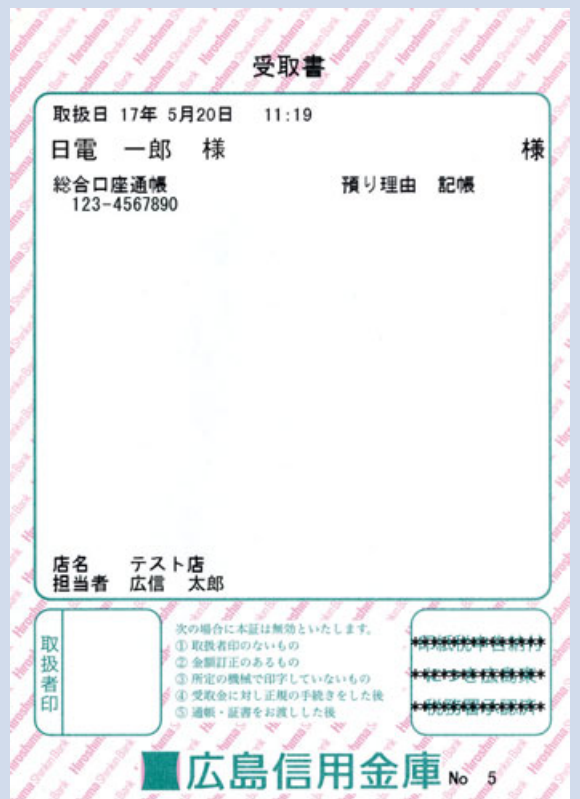 受取書
取扱日 17年 5月20日 11:19
日電 一郎 様 様
総合口座通帳 預り理由 記帳
123-4567890
店名 テスト店
担当者 広信 太郎
取扱者印
次の場合に本証は無効といたします。
① 取扱者印のないもの
② 金額訂正のあるもの
③ 所定の機械で印字していないもの
④ 受取金に対し正規の手続きをした後
⑤ 通帳・証書をお渡しした後
広島信用金庫 No 5
Hiroshima Shinkin Bank